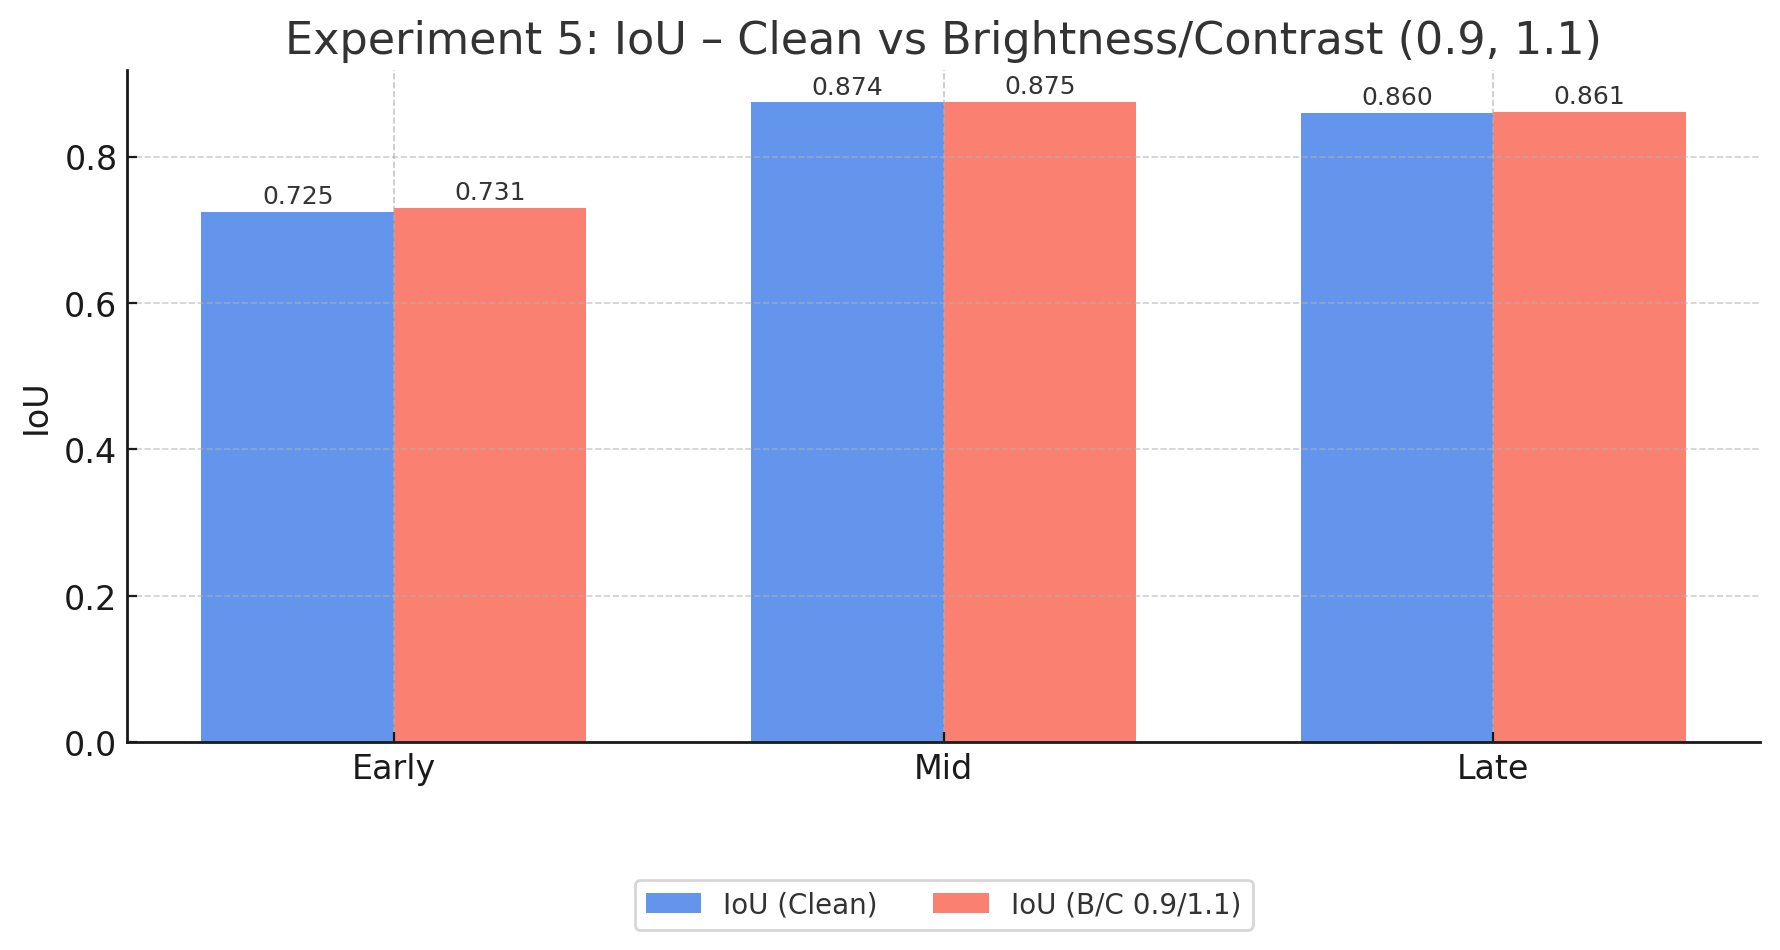 Experiment 5: IoU – Clean vs Brightness/Contrast (0.9, 1.1)
0.874 0.875
0.860 0.861
0.725 0.731
0.8
0.6
0.4
0.2
0.0
IoU
Early Mid Late
IoU (Clean) IoU (B/C 0.9/1.1)